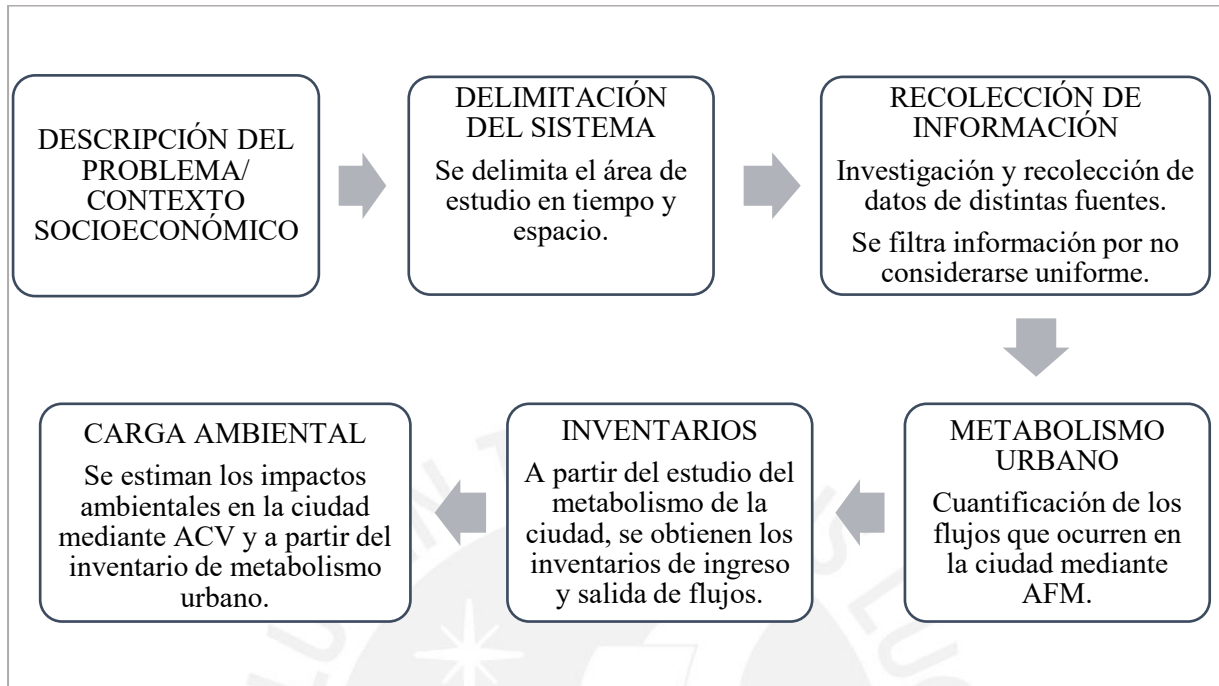 DESCRIPCIÓN DEL
PROBLEMA/
CONTEXTO
SOCIOECONÓMICO
DELIMITACIÓN
DEL SISTEMA
Se delimita el área de
estudio en tiempo y
espacio.
RECOLECCIÓN DE
INFORMACIÓN
Investigación y recolección de
datos de distintas fuentes.
Se filtra información por no
considerarse uniforme.
METABOLISMO
URBANO
Cuantificación de los
flujos que ocurren en
la ciudad mediante
AFM.
INVENTARIOS
A partir del estudio del
metabolismo de la
ciudad, se obtienen los
inventarios de ingreso
y salida de flujos.
CARGA AMBIENTAL
Se estiman los impactos
ambientales en la ciudad
mediante ACV y a partir del
inventario de metabolismo
urbano.